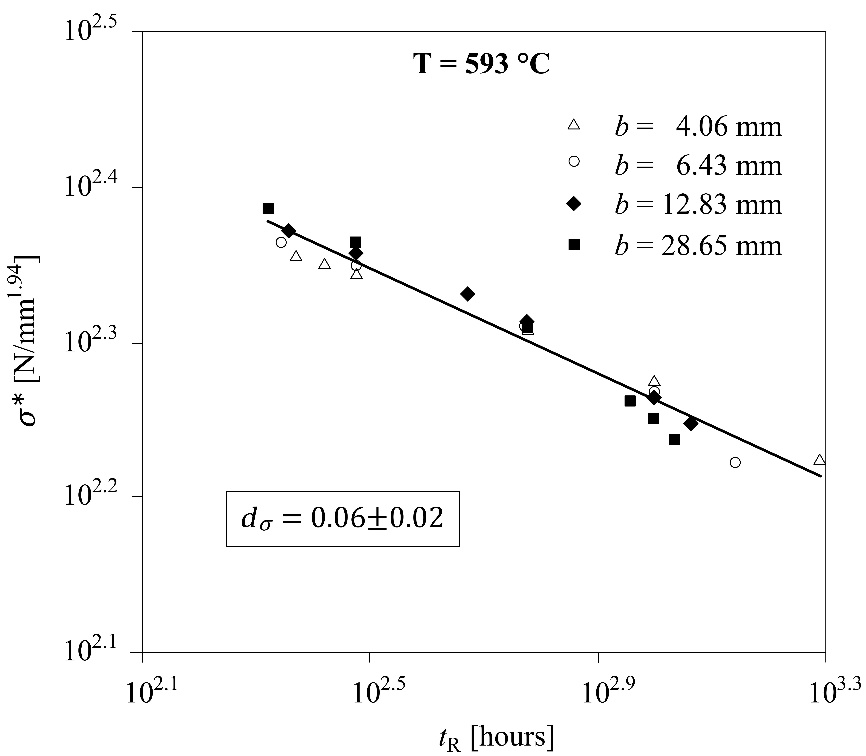 10^2.5
T = 593 °C
b = 4.06 mm
b = 6.43 mm
10^2.4
b = 12.83 mm
b = 28.65 mm
10^2.3
σ* [N/mm^1.94]
10^2.2
d_σ = 0.06±0.02
10^2.1
10^2.1 10^2.5 10^2.9 10^3.3
t_R [hours]